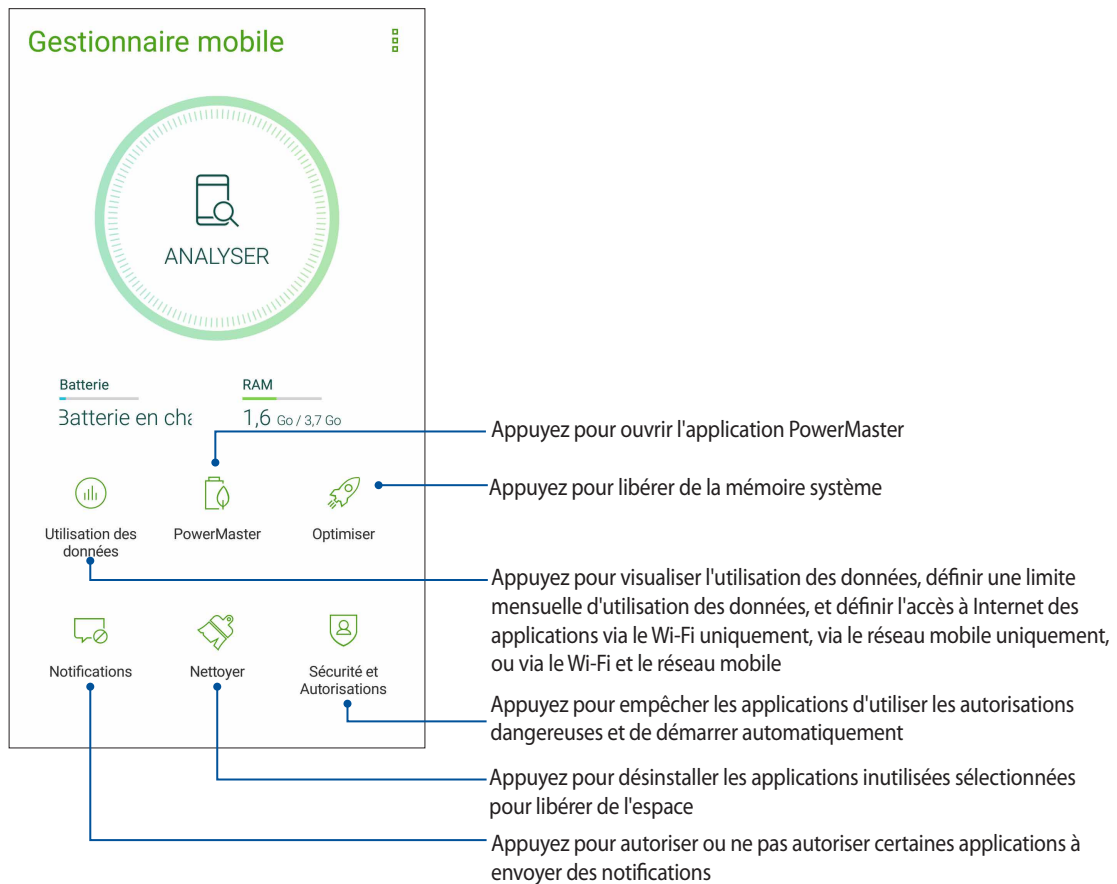 Gestionnaire mobile
ANALYSER
Batterie
RAM
Batterie en cha
1,6 Go / 3,7 Go
Utilisation des
données
PowerMaster
Optimiser
Notifications
Nettoyer
Sécurité et
Autorisations
Appuyez pour ouvrir l'application PowerMaster
Appuyez pour libérer de la mémoire système
Appuyez pour visualiser l'utilisation des données, définir une limite
mensuelle d'utilisation des données, et définir l'accès à Internet des
applications via le Wi-Fi uniquement, via le réseau mobile uniquement,
ou via le Wi-Fi et le réseau mobile
Appuyez pour empêcher les applications d'utiliser les autorisations
dangereuses et de démarrer automatiquement
Appuyez pour désinstaller les applications inutilisées sélectionnées
pour libérer de l'espace
Appuyez pour autoriser ou ne pas autoriser certaines applications à
envoyer des notifications